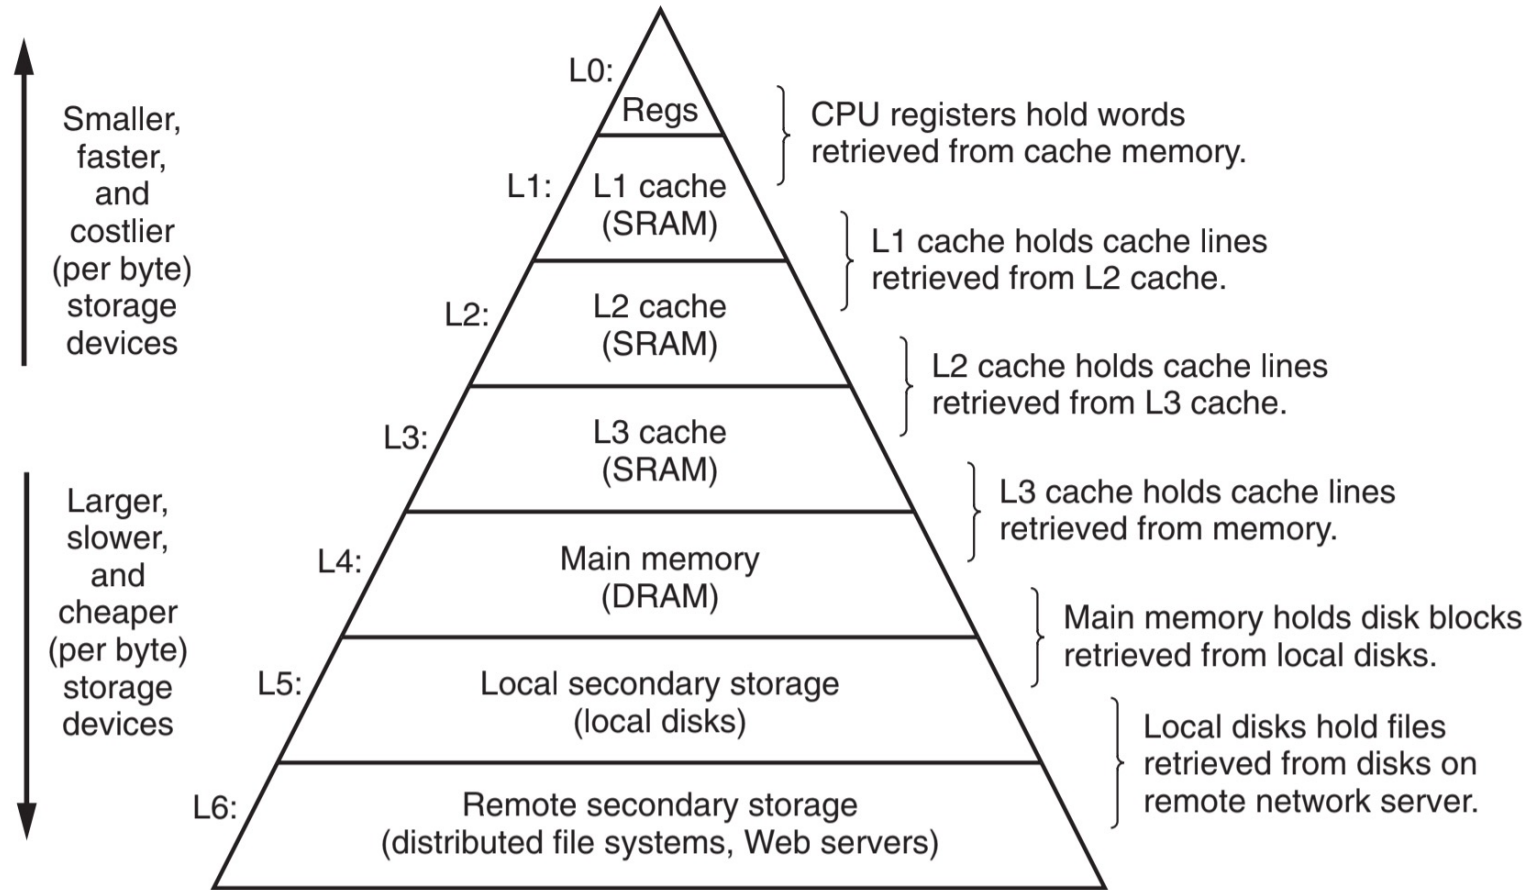 L0:
Regs
CPU registers hold words
retrieved from cache memory.
Smaller,
faster,
and
costlier
(per byte)
storage
devices
L1:
L1 cache
(SRAM)
L1 cache holds cache lines
retrieved from L2 cache.
L2:
L2 cache
(SRAM)
L2 cache holds cache lines
retrieved from L3 cache.
L3:
L3 cache
(SRAM)
L3 cache holds cache lines
retrieved from memory.
Larger,
slower,
and
cheaper
(per byte)
storage
devices
L4:
Main memory
(DRAM)
Main memory holds disk blocks
retrieved from local disks.
L5:
Local secondary storage
(local disks)
Local disks hold files
retrieved from disks on
remote network server.
L6:
Remote secondary storage
(distributed file systems, Web servers)